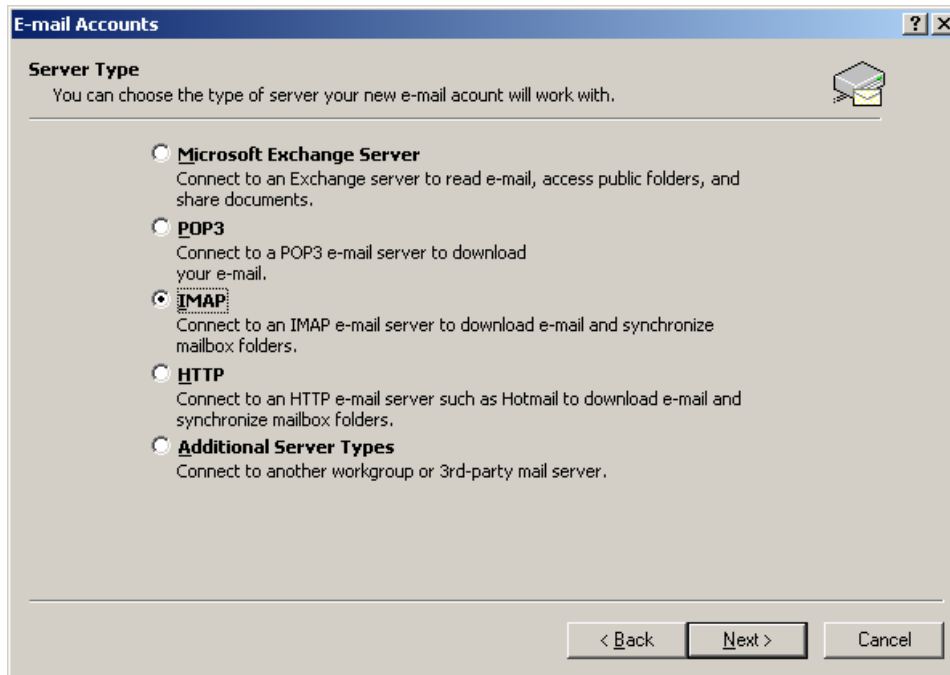 E-mail Accounts
Server Type
You can choose the type of server your new e-mail acount will work with.
Microsoft Exchange Server
Connect to an Exchange server to read e-mail, access public folders, and
share documents.
POP3
Connect to a POP3 e-mail server to download
your e-mail.
IMAP
Connect to an IMAP e-mail server to download e-mail and synchronize
mailbox folders.
HTTP
Connect to an HTTP e-mail server such as Hotmail to download e-mail and
synchronize mailbox folders.
Additional Server Types
Connect to another workgroup or 3rd-party mail server.
< Back Next > Cancel